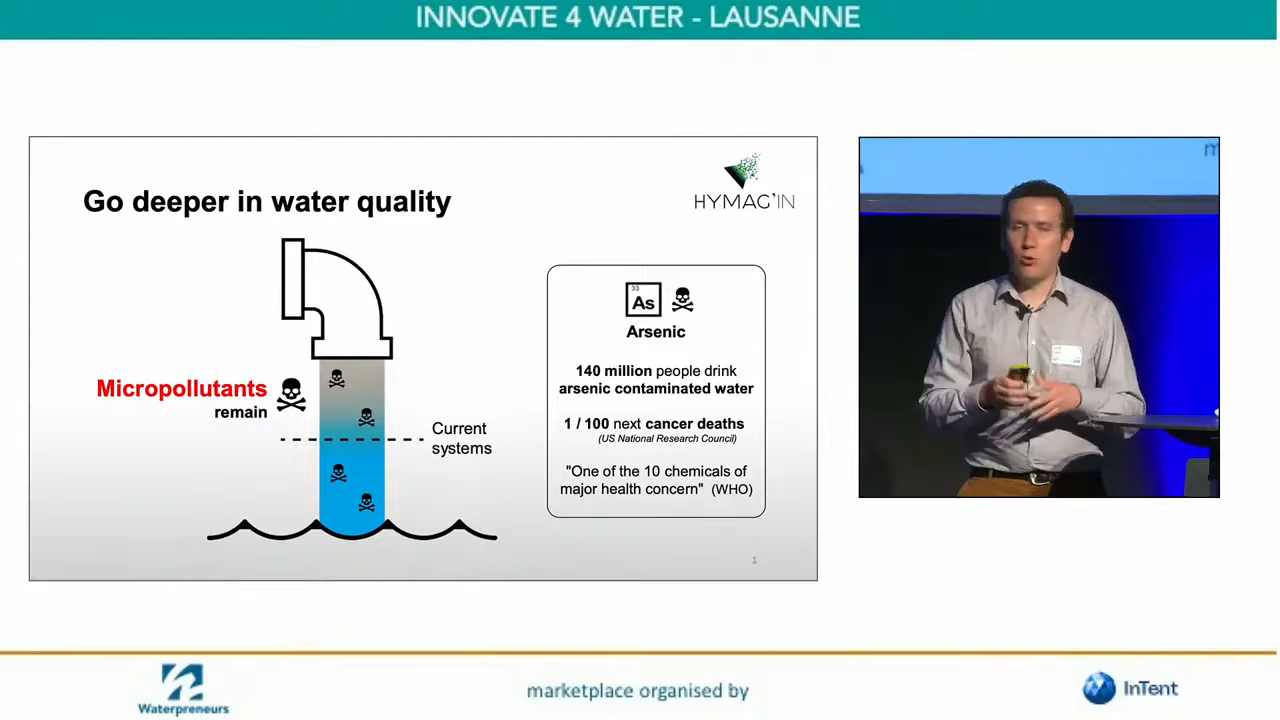 INNOVATE 4 WATER - LAUSANNE
Go deeper in water quality
HYMAG'IN
33
As
Arsenic
140 million people drink
arsenic contaminated water
1 / 100 next cancer deaths
(US National Research Council)
"One of the 10 chemicals of
major health concern" (WHO)
Micropollutants
remain
Current
systems
1
Waterpreneurs
marketplace organised by
InTent